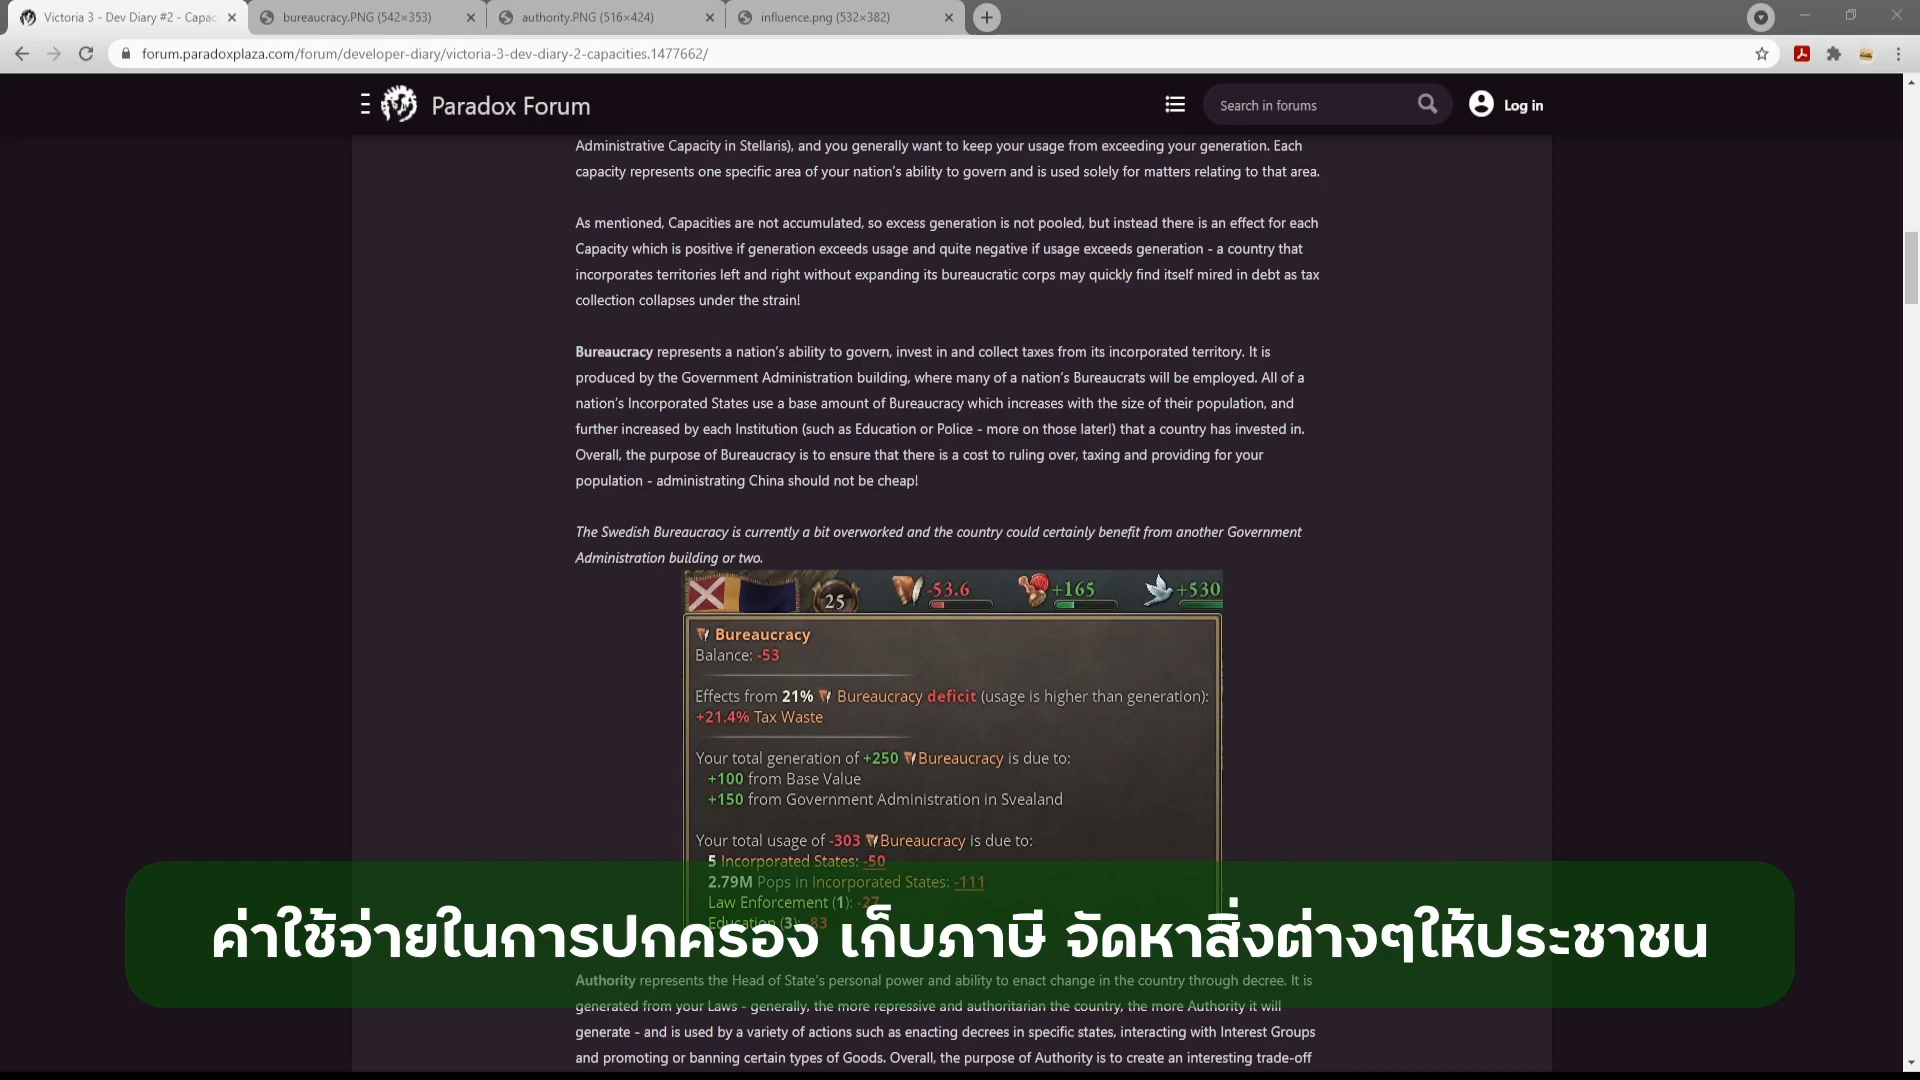 Victoria 3 - Dev Diary #2 - Capac
bureaucracy.PNG (542×353)
authority.PNG (516×424)
influence.png (532×382)
forum.paradoxplaza.com/forum/developer-diary/victoria-3-dev-diary-2-capacities.1477662/
Paradox Forum
Search in forums
Log in
Administrative Capacity in Stellaris), and you generally want to keep your usage from exceeding your generation. Each
capacity represents one specific area of your nation's ability to govern and is used solely for matters relating to that area.
As mentioned, Capacities are not accumulated, so excess generation is not pooled, but instead there is an effect for each
Capacity which is positive if generation exceeds usage and quite negative if usage exceeds generation - a country that
incorporates territories left and right without expanding its bureaucratic corps may quickly find itself mired in debt as tax
collection collapses under the strain!
Bureaucracy represents a nation's ability to govern, invest in and collect taxes from its incorporated territory. It is
produced by the Government Administration building, where many of a nation's Bureaucrats will be employed. All of a
nation's Incorporated States use a base amount of Bureaucracy which increases with the size of their population, and
further increased by each Institution (such as Education or Police - more on those later!) that a country has invested in.
Overall, the purpose of Bureaucracy is to ensure that there is a cost to ruling over, taxing and providing for your
population - administrating China should not be cheap!
The Swedish Bureaucracy is currently a bit overworked and the country could certainly benefit from another Government
Administration building or two.
25 -53.6 +165 +530
Bureaucracy
Balance: -53
Effects from 21% Bureaucracy deficit (usage is higher than generation):
+21.4% Tax Waste
Your total generation of +250 Bureaucracy is due to:
+100 from Base Value
+150 from Government Administration in Svealand
Your total usage of -303 Bureaucracy is due to:
5 Incorporated States: -50
2.79M Pops in Incorporated States: -111
Law Enforcement (1): -27
Education (3): -83
ค่าใช้จ่ายในการปกครอง เก็บภาษี จัดหาสิ่งต่างๆให้ประชาชน
Authority represents the Head of State's personal power and ability to enact change in the country through decree. It is
generated from your Laws - generally, the more repressive and authoritarian the country, the more Authority it will
generate - and is used by a variety of actions such as enacting decrees in specific states, interacting with Interest Groups
and promoting or banning certain types of Goods. Overall, the purpose of Authority is to create an interesting trade-off